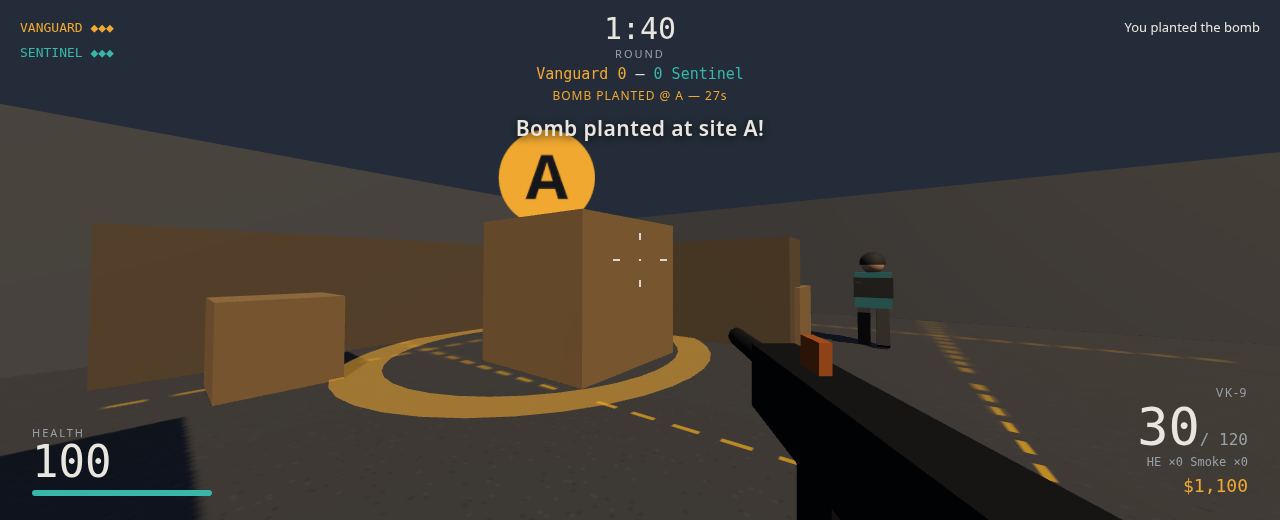 VANGUARD ◆◆◆
SENTINEL ◆◆◆
1:40
ROUND
Vanguard 0 — 0 Sentinel
BOMB PLANTED @ A — 27s
Bomb planted at site A!
You planted the bomb
A
HEALTH
100
VK-9
30 / 120
HE ×0 Smoke ×0
$1,100